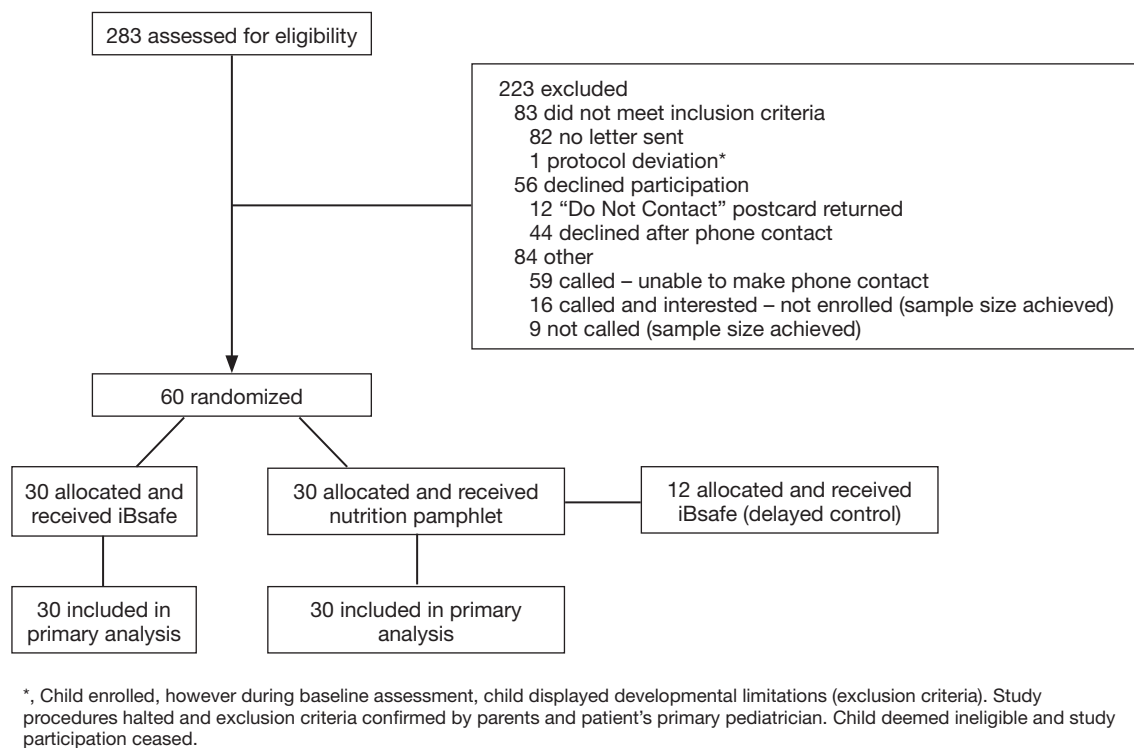 283 assessed for eligibility
223 excluded
83 did not meet inclusion criteria
82 no letter sent
1 protocol deviation*
56 declined participation
12 “Do Not Contact” postcard returned
44 declined after phone contact
84 other
59 called – unable to make phone contact
16 called and interested – not enrolled (sample size achieved)
9 not called (sample size achieved)
60 randomized
30 allocated and
received iBsafe
30 allocated and received
nutrition pamphlet
12 allocated and received
iBsafe (delayed control)
30 included in
primary analysis
30 included in primary
analysis
*, Child enrolled, however during baseline assessment, child displayed developmental limitations (exclusion criteria). Study
procedures halted and exclusion criteria confirmed by parents and patient’s primary pediatrician. Child deemed ineligible and study
participation ceased.